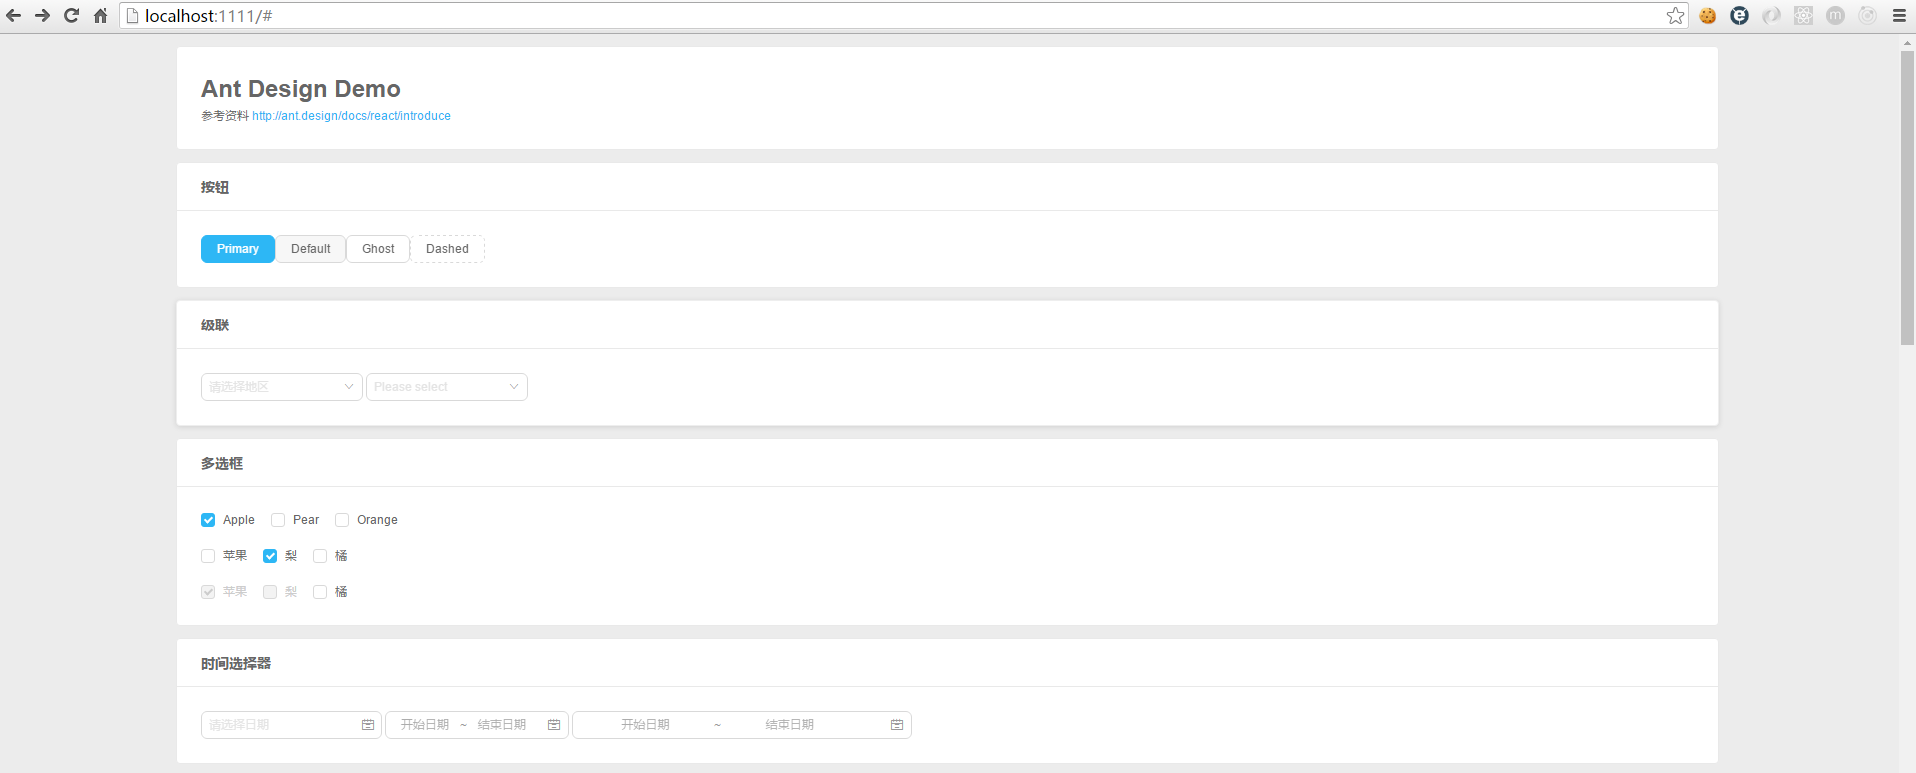 localhost:1111/#
Ant Design Demo
参考资料 http://ant.design/docs/react/introduce
按钮
Primary Default Ghost Dashed
级联
请选择地区 Please select
多选框
Apple Pear Orange
苹果 梨 橘
苹果 梨 橘
时间选择器
请选择日期 开始日期 ~ 结束日期 开始日期 ~ 结束日期